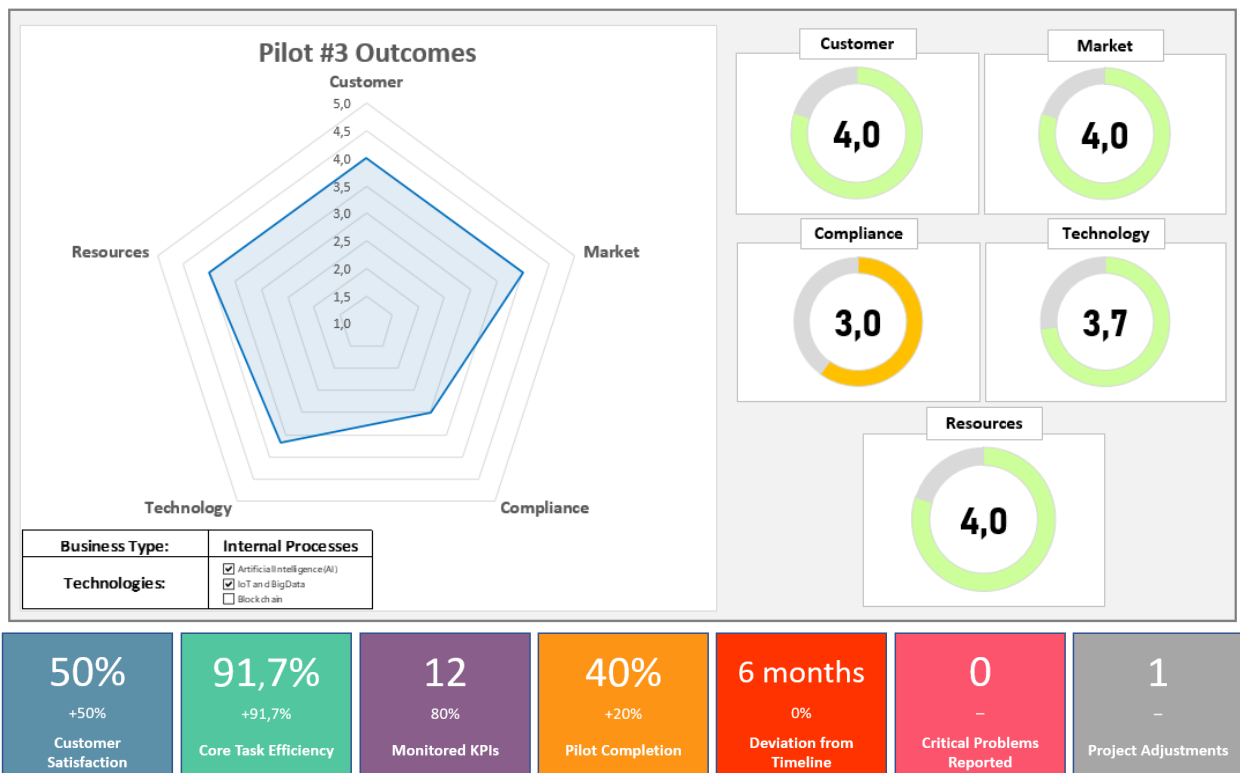 Pilot #3 Outcomes
Customer
5,0
4,5
4,0
3,5
3,0
2,5
2,0
1,5
1,0
Resources
Market
Technology
Compliance
Business Type:
Internal Processes
Technologies:
Artificial Intelligence (AI)
IoT and Big Data
Blockchain
Customer
4,0
Market
4,0
Compliance
3,0
Technology
3,7
Resources
4,0
50%
+50%
Customer
Satisfaction
91,7%
+91,7%
Core Task Efficiency
12
80%
Monitored KPIs
40%
+20%
Pilot Completion
6 months
0%
Deviation from
Timeline
0
–
Critical Problems
Reported
1
–
Project Adjustments